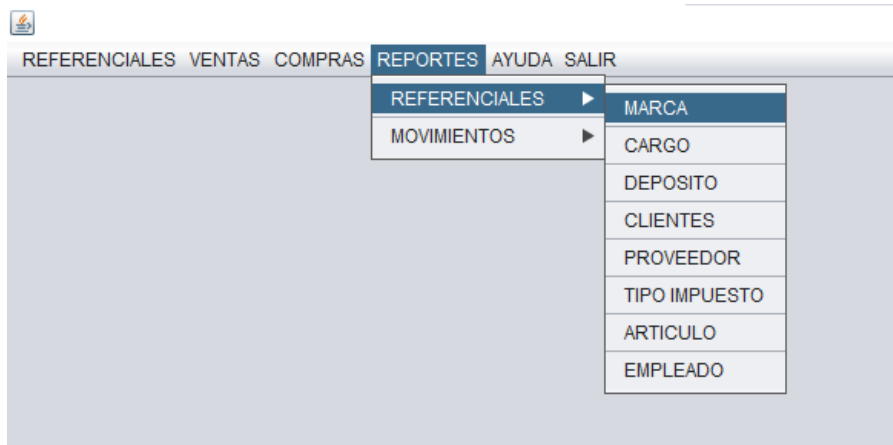 REFERENCIALES VENTAS COMPRAS REPORTES AYUDA SALIR
REFERENCIALES
MOVIMIENTOS
MARCA
CARGO
DEPOSITO
CLIENTES
PROVEEDOR
TIPO IMPUESTO
ARTICULO
EMPLEADO